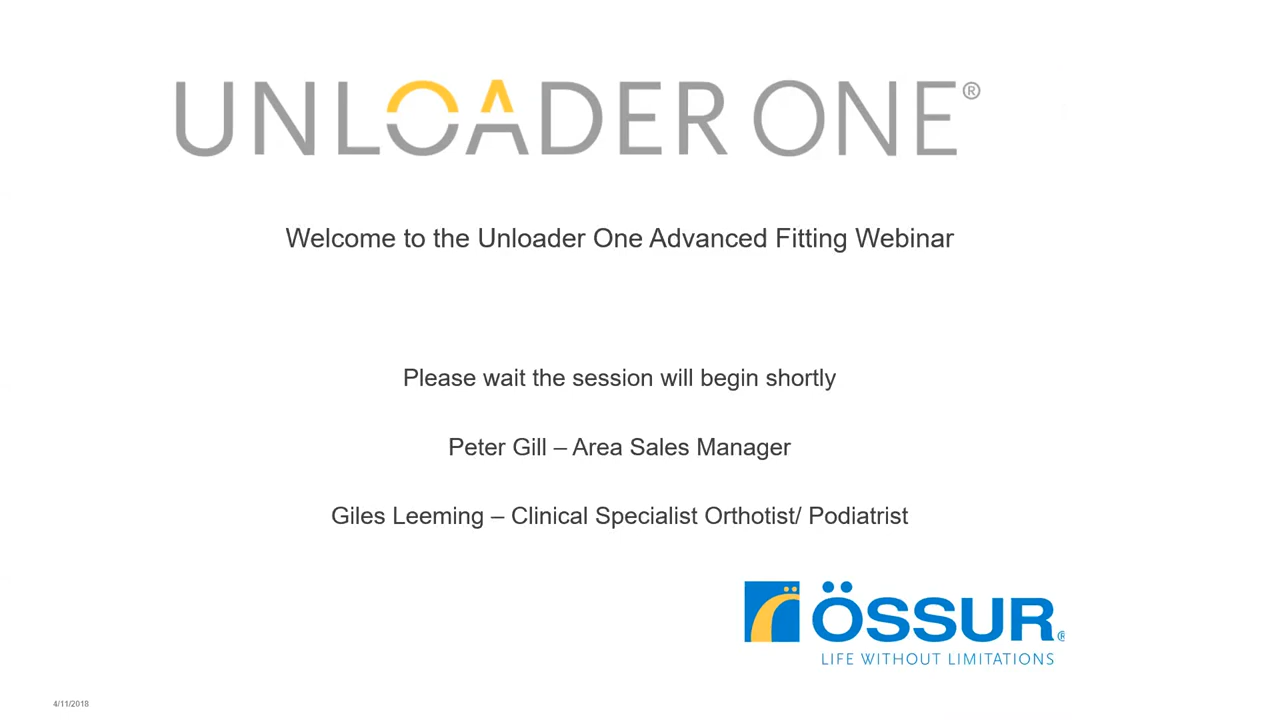 UNLOADER ONE®
Welcome to the Unloader One Advanced Fitting Webinar
Please wait the session will begin shortly
Peter Gill – Area Sales Manager
Giles Leeming – Clinical Specialist Orthotist/ Podiatrist
ÖSSUR®
LIFE WITHOUT LIMITATIONS
4/11/2018